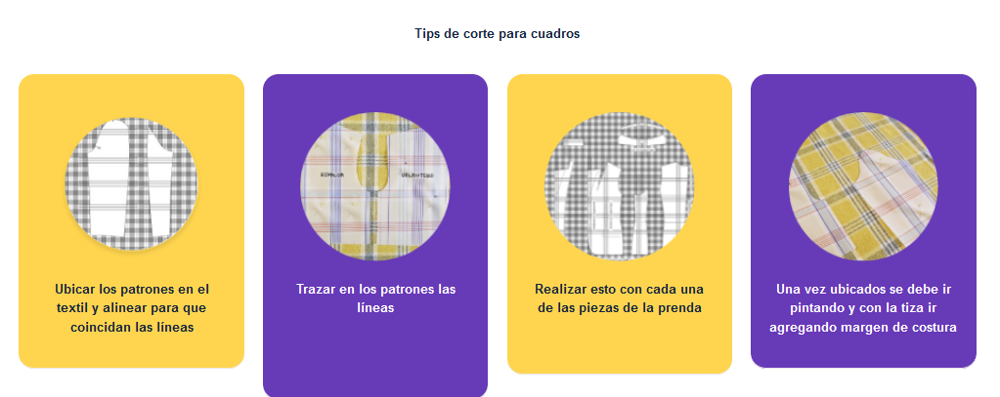 Tips de corte para cuadros
Ubicar los patrones en el
textil y alinear para que
coincidan las líneas
ESPALDA
DELANTERO
Trazar en los patrones las
líneas
Realizar esto con cada una
de las piezas de la prenda
Una vez ubicados se debe ir
pintando y con la tiza ir
agregando margen de costura